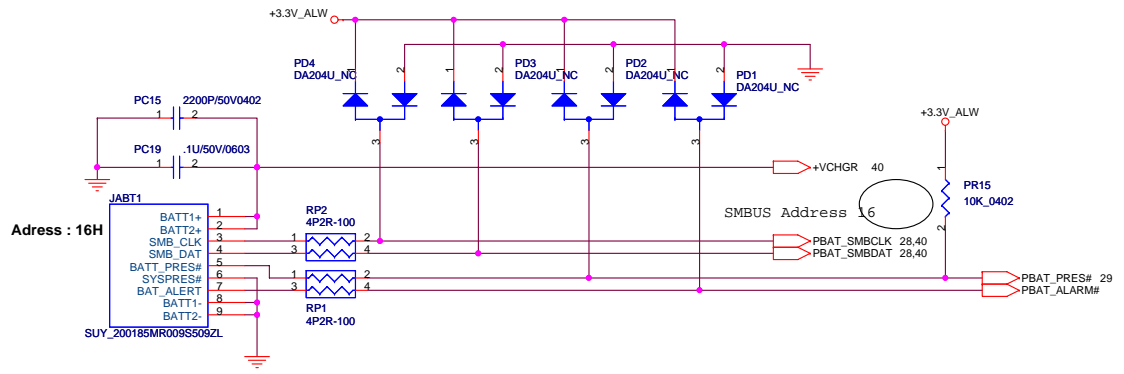 +3.3V_ALW
PD4
DA204U_NC
PD3
DA204U_NC
PD2
DA204U_NC
PD1
DA204U_NC
1
2
1
2
1
2
1
2
3
3
3
3
PC15
2200P/50V0402
1
2
PC19
.1U/50V/0603
1
2
+3.3V_ALW
1
PR15
10K_0402
2
+VCHGR 40
SMBUS Address 16
JABT1
Adress : 16H
BATT1+ 1
BATT2+ 2
SMB_CLK 3
SMB_DAT 4
BATT_PRES# 5
SYSPRES# 6
BAT_ALERT 7
BATT1- 8
BATT2- 9
SUY_200185MR009S509ZL
RP2
4P2R-100
1 2
3 4
1 2
3 4
RP1
4P2R-100
PBAT_SMBCLK 28,40
PBAT_SMBDAT 28,40
PBAT_PRES# 29
PBAT_ALARM#